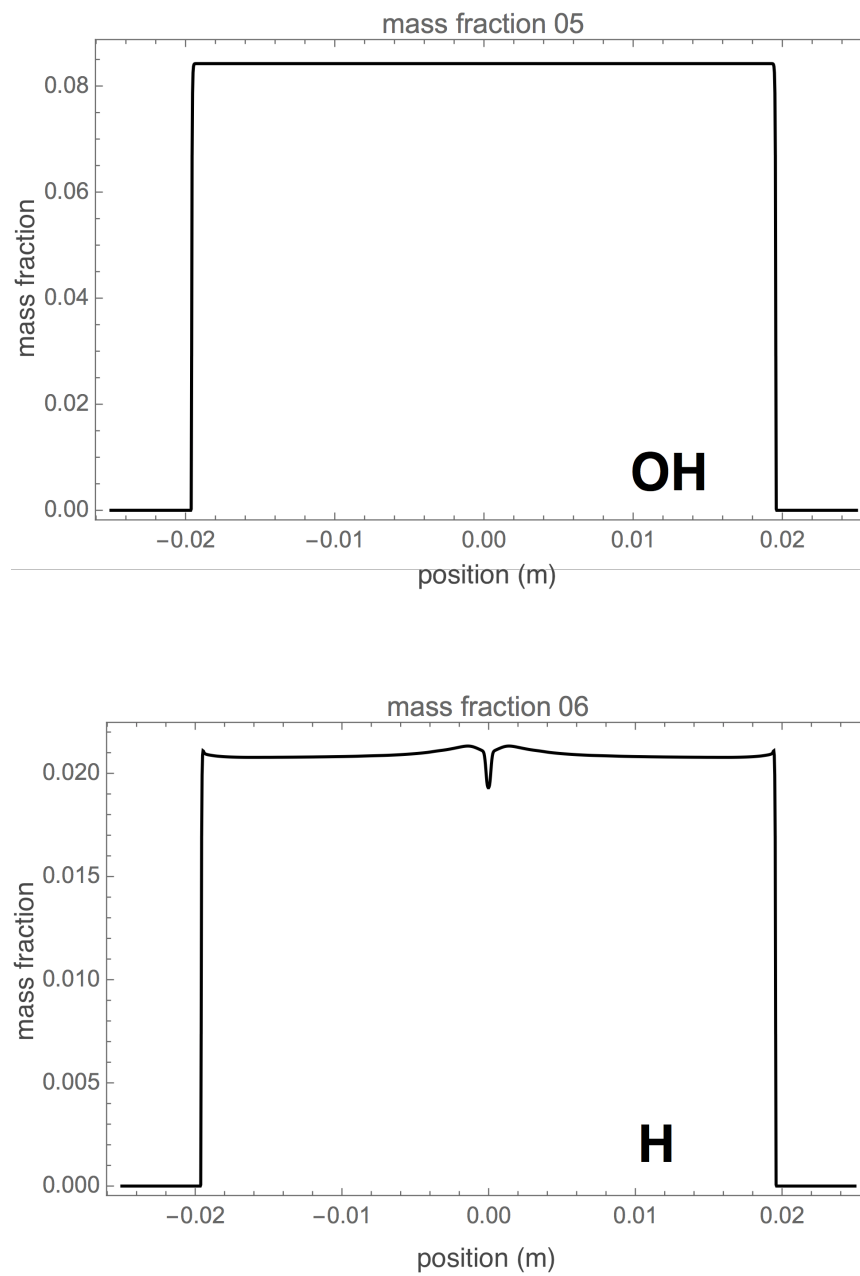 mass fraction 05
0.08
0.06
0.04
0.02
0.00
mass fraction
OH
−0.02 −0.01 0.00 0.01 0.02
position (m)
mass fraction 06
0.020
0.015
0.010
0.005
0.000
mass fraction
H
−0.02 −0.01 0.00 0.01 0.02
position (m)